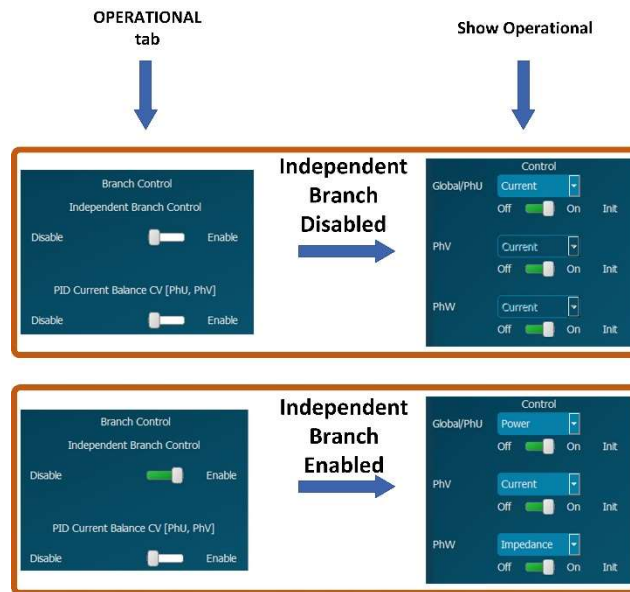 OPERATIONAL
tab
Show Operational
Branch Control
Independent Branch Control
Disable Enable
PID Current Balance CV [PhU, PhV]
Disable Enable
Independent
Branch
Disabled
Control
Global/PhU Current
Off On Init
PhV Current
Off On Init
PhW Current
Off On Init
Branch Control
Independent Branch Control
Disable Enable
PID Current Balance CV [PhU, PhV]
Disable Enable
Independent
Branch
Enabled
Control
Global/PhU Power
Off On Init
PhV Current
Off On Init
PhW Impedance
Off On Init